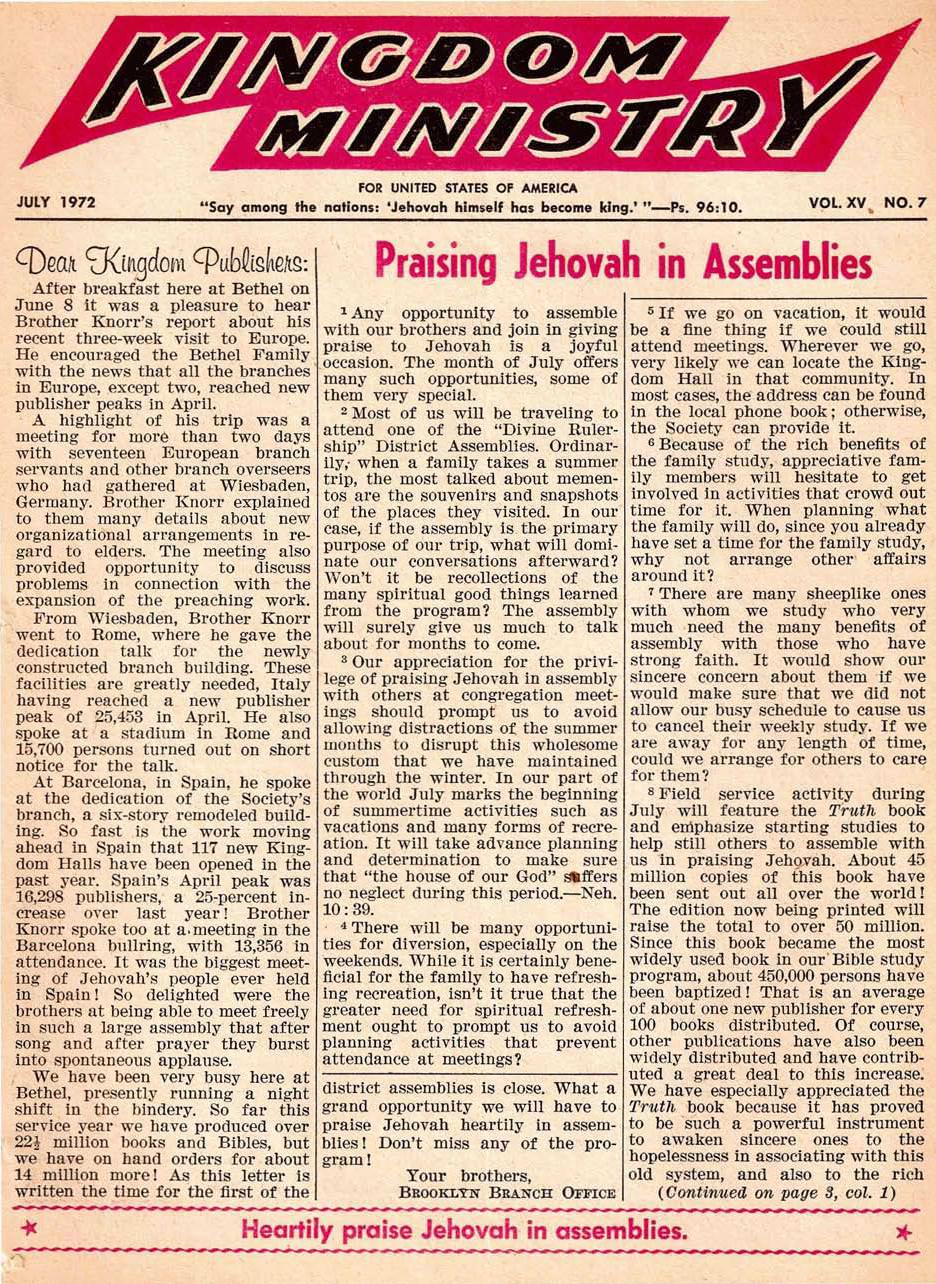 KINGDOM
MINISTRY
FOR UNITED STATES OF AMERICA
JULY 1972
“Say among the nations: ‘Jehovah himself has become king.’ ”—Ps. 96:10.
VOL. XV NO. 7
Dear Kingdom Publishers:
After breakfast here at Bethel on
June 8 it was a pleasure to hear
Brother Knorr's report about his
recent three-week visit to Europe.
He encouraged the Bethel Family
with the news that all the branches
in Europe, except two, reached new
publisher peaks in April.
A highlight of his trip was a
meeting for more than two days
with seventeen European branch
servants and other branch overseers
who had gathered at Wiesbaden,
Germany. Brother Knorr explained
to them many details about new
organizational arrangements in re-
gard to elders. The meeting also
provided opportunity to discuss
problems in connection with the
expansion of the preaching work.
From Wiesbaden, Brother Knorr
went to Rome, where he gave the
dedication talk for the newly
constructed branch building. These
facilities are greatly needed, Italy
having reached a new publisher
peak of 25,453 in April. He also
spoke at a stadium in Rome and
15,700 persons turned out on short
notice for the talk.
At Barcelona, in Spain, he spoke
at the dedication of the Society's
branch, a six-story remodeled build-
ing. So fast is the work moving
ahead in Spain that 117 new King-
dom Halls have been opened in the
past year. Spain's April peak was
16,298 publishers, a 25-percent in-
crease over last year! Brother
Knorr spoke too at a meeting in the
Barcelona bullring, with 13,356 in
attendance. It was the biggest meet-
ing of Jehovah's people ever held
in Spain! So delighted were the
brothers at being able to meet freely
in such a large assembly that after
song and after prayer they burst
into spontaneous applause.
We have been very busy here at
Bethel, presently running a night
shift in the bindery. So far this
service year we have produced over
22½ million books and Bibles, but
we have on hand orders for about
14 million more! As this letter is
written the time for the first of the
district assemblies is close. What a
grand opportunity we will have to
praise Jehovah heartily in assem-
blies! Don't miss any of the pro-
gram!
Your brothers,
BROOKLYN BRANCH OFFICE
Praising Jehovah in Assemblies
1 Any opportunity to assemble
with our brothers and join in giving
praise to Jehovah is a joyful
occasion. The month of July offers
many such opportunities, some of
them very special.
2 Most of us will be traveling to
attend one of the “Divine Ruler-
ship” District Assemblies. Ordinar-
ily, when a family takes a summer
trip, the most talked about memen-
tos are the souvenirs and snapshots
of the places they visited. In our
case, if the assembly is the primary
purpose of our trip, what will domi-
nate our conversations afterward?
Won't it be recollections of the
many spiritual good things learned
from the program? The assembly
will surely give us much to talk
about for months to come.
3 Our appreciation for the privi-
lege of praising Jehovah in assembly
with others at congregation meet-
ings should prompt us to avoid
allowing distractions of the summer
months to disrupt this wholesome
custom that we have maintained
through the winter. In our part of
the world July marks the beginning
of summertime activities such as
vacations and many forms of recre-
ation. It will take advance planning
and determination to make sure
that “the house of our God” suffers
no neglect during this period.—Neh.
10:39.
4 There will be many opportuni-
ties for diversion, especially on the
weekends. While it is certainly bene-
ficial for the family to have refresh-
ing recreation, isn't it true that the
greater need for spiritual refresh-
ment ought to prompt us to avoid
planning activities that prevent
attendance at meetings?
5 If we go on vacation, it would
be a fine thing if we could still
attend meetings. Wherever we go,
very likely we can locate the King-
dom Hall in that community. In
most cases, the address can be found
in the local phone book; otherwise,
the Society can provide it.
6 Because of the rich benefits of
the family study, appreciative fam-
ily members will hesitate to get
involved in activities that crowd out
time for it. When planning what
the family will do, since you already
have set a time for the family study,
why not arrange other affairs
around it?
7 There are many sheeplike ones
with whom we study who very
much need the many benefits of
assembly with those who have
strong faith. It would show our
sincere concern about them if we
would make sure that we did not
allow our busy schedule to cause us
to cancel their weekly study. If we
are away for any length of time,
could we arrange for others to care
for them?
8 Field service activity during
July will feature the Truth book
and emphasize starting studies to
help still others to assemble with
us in praising Jehovah. About 45
million copies of this book have
been sent out all over the world!
The edition now being printed will
raise the total to over 50 million.
Since this book became the most
widely used book in our Bible study
program, about 450,000 persons have
been baptized! That is an average
of about one new publisher for every
100 books distributed. Of course,
other publications have also been
widely distributed and have contrib-
uted a great deal to this increase.
We have especially appreciated the
Truth book because it has proved
to be such a powerful instrument
to awaken sincere ones to the
hopelessness in associating with this
old system, and also to the rich
(Continued on page 3, col. 1)
* Heartily praise Jehovah in assemblies. *